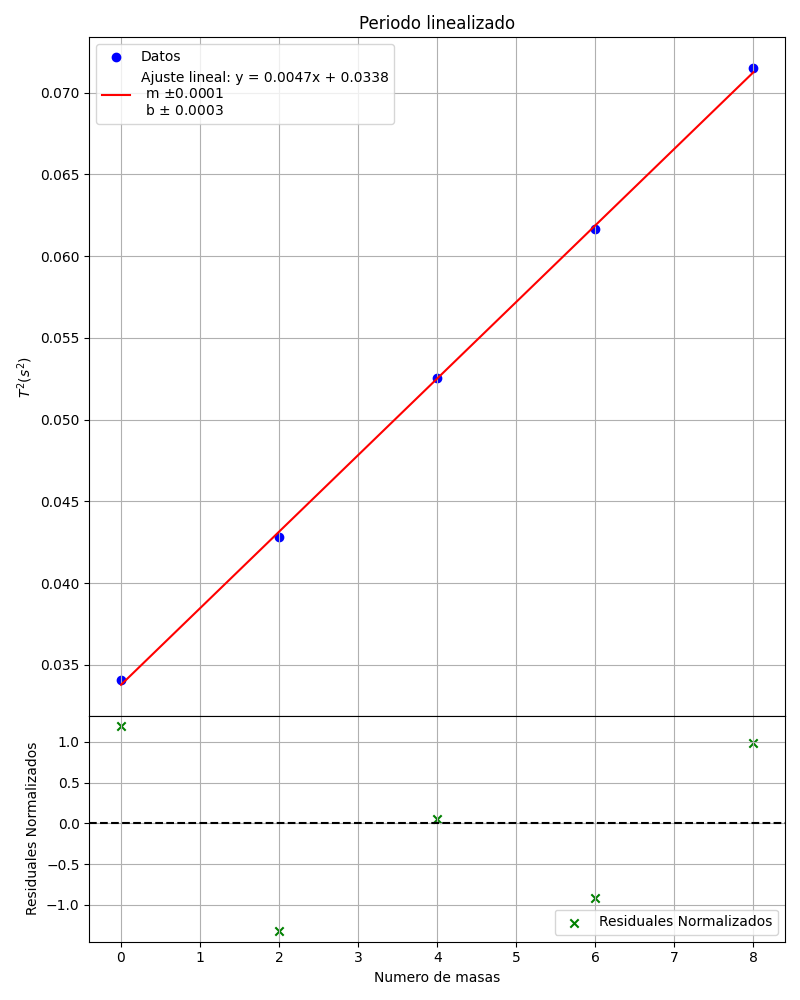 Periodo linealizado
Datos
Ajuste lineal: y = 0.0047x + 0.0338
m ±0.0001
b ± 0.0003
0.070
0.065
0.060
0.055
0.050
0.045
0.040
0.035
T²(s²)
1.0
0.5
0.0
−0.5
−1.0
Residuales Normalizados
Residuales Normalizados
0 1 2 3 4 5 6 7 8
Numero de masas